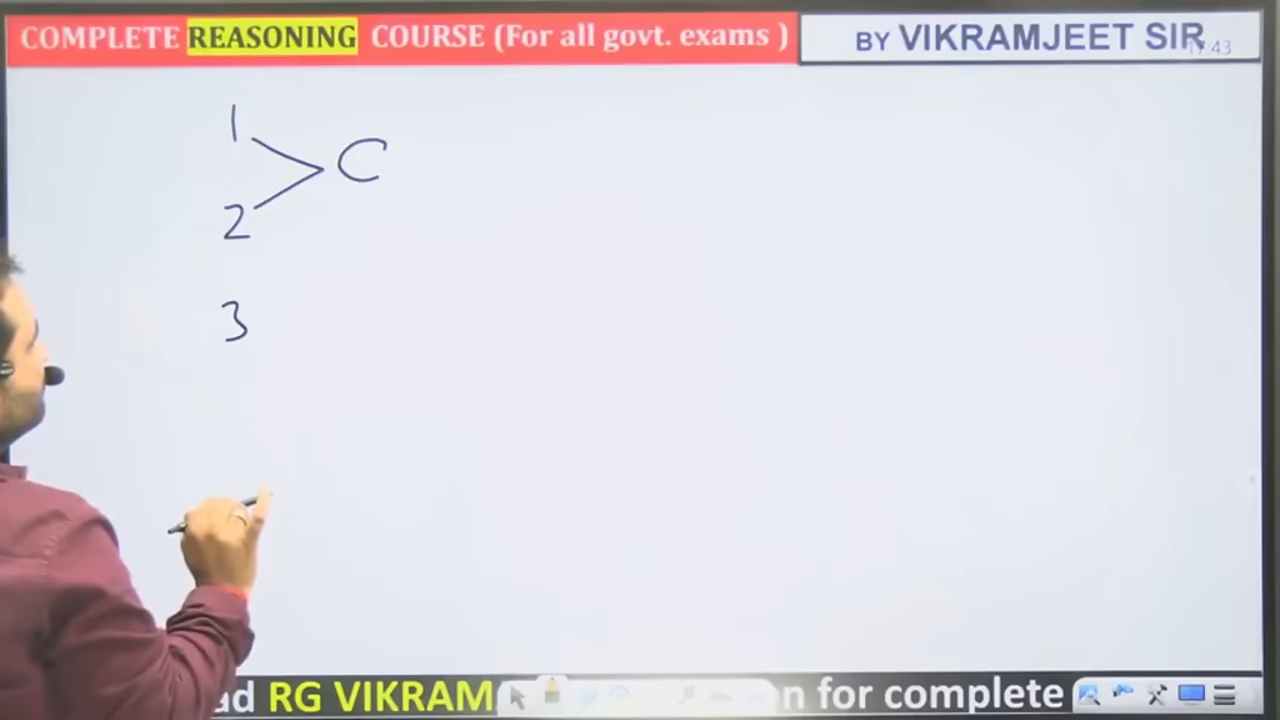 COMPLETE REASONING COURSE (For all govt. exams )
BY VIKRAMJEET SIR
1
C
2
3
RG VIKRAM
for complete